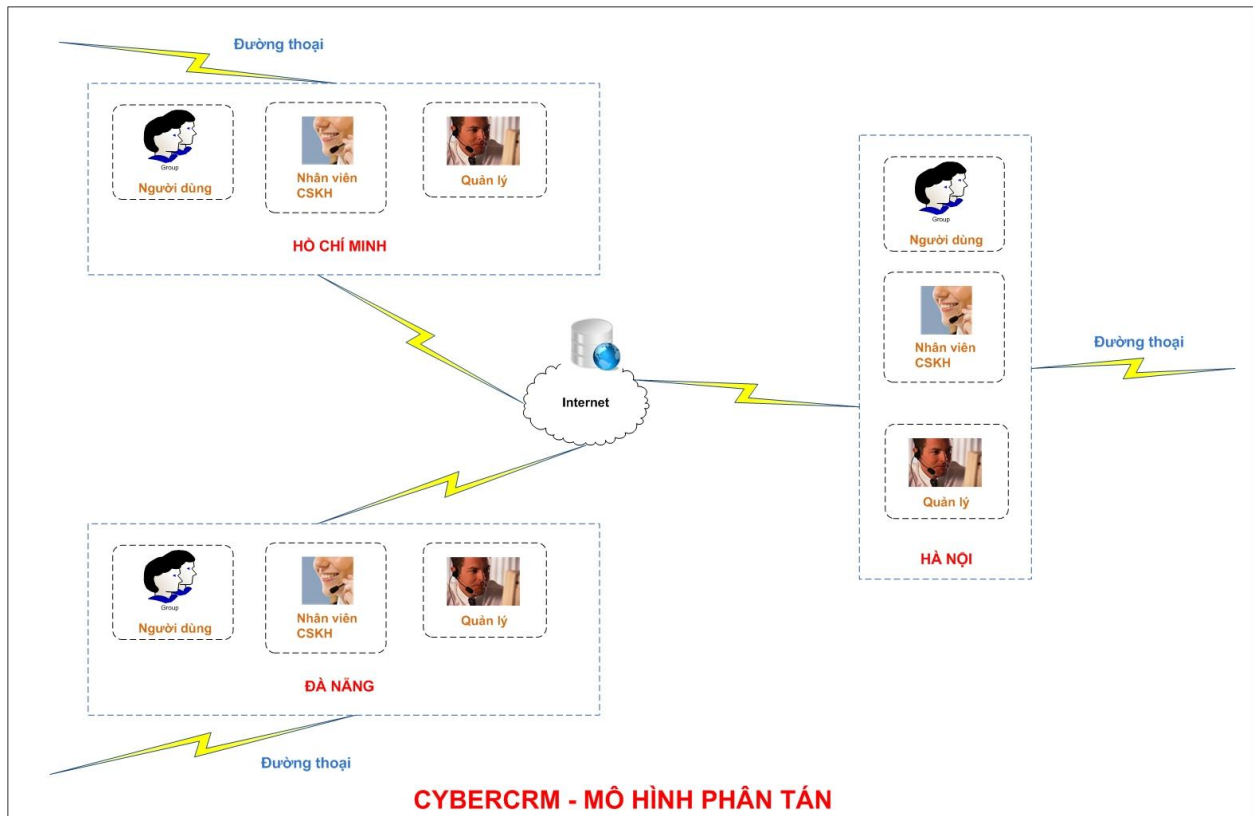 Đường thoại
Group
Người dùng
Nhân viên
CSKH
Quản lý
HỒ CHÍ MINH
Group
Người dùng
Nhân viên
CSKH
Quản lý
HÀ NỘI
Đường thoại
Internet
Group
Người dùng
Nhân viên
CSKH
Quản lý
ĐÀ NẴNG
Đường thoại
CYBERCRM - MÔ HÌNH PHÂN TÁN